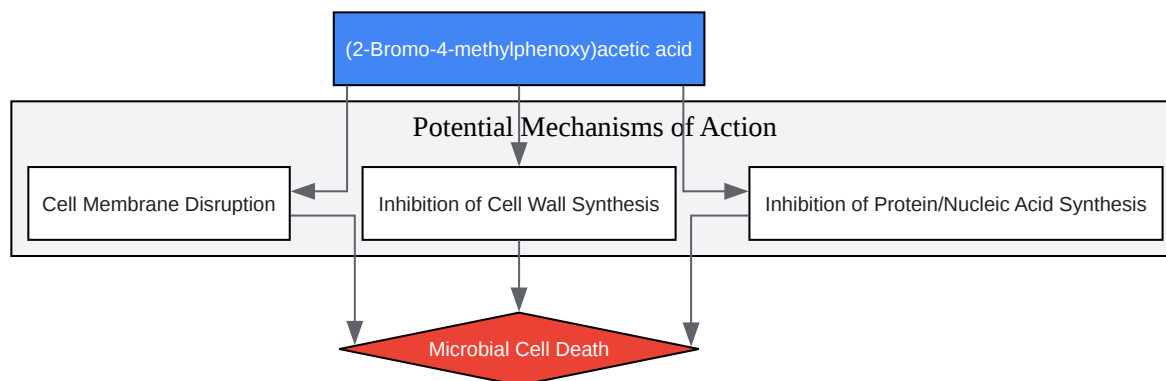 (2-Bromo-4-methylphenoxy)acetic acid
Potential Mechanisms of Action
Cell Membrane Disruption
Inhibition of Cell Wall Synthesis
Inhibition of Protein/Nucleic Acid Synthesis
Microbial Cell Death